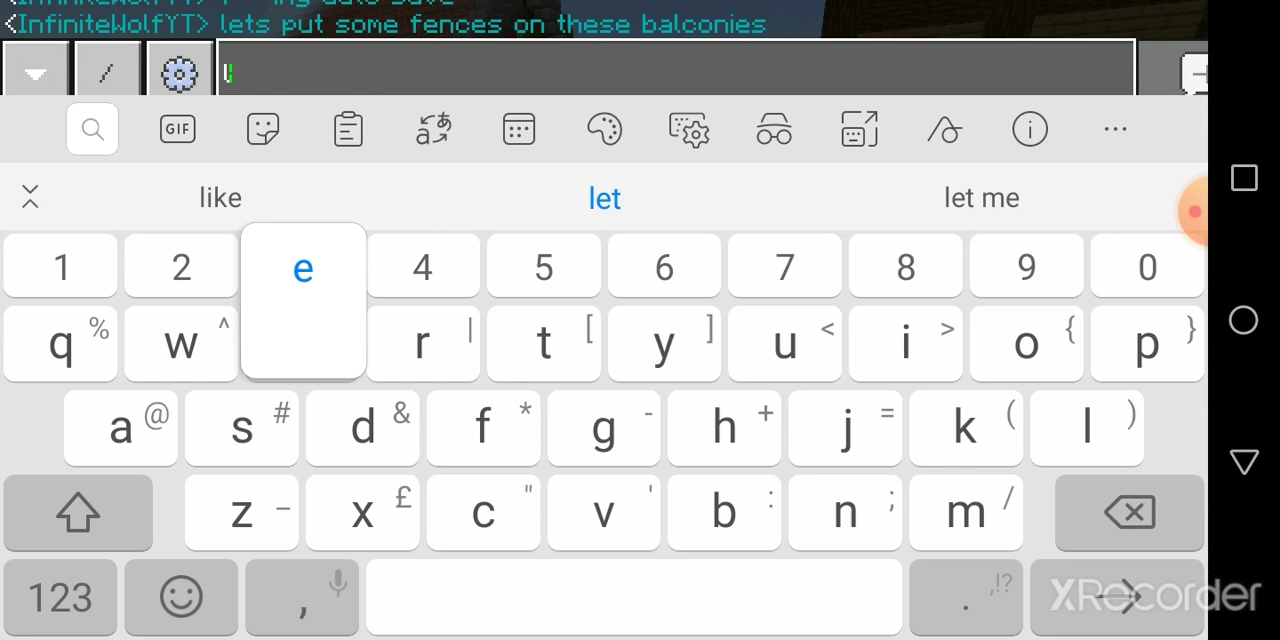 <InfiniteWolfYT> lets put some fences on these balconies
/ l
GIF
like let let me
1 2 e 4 5 6 7 8 9 0
q % w ^ r | t [ y ] u < i > o { p }
a @ s # d & f * g - h + j = k ( l )
z – x £ c " v ' b : n ; m /
123 , . ,!?
XRecorder